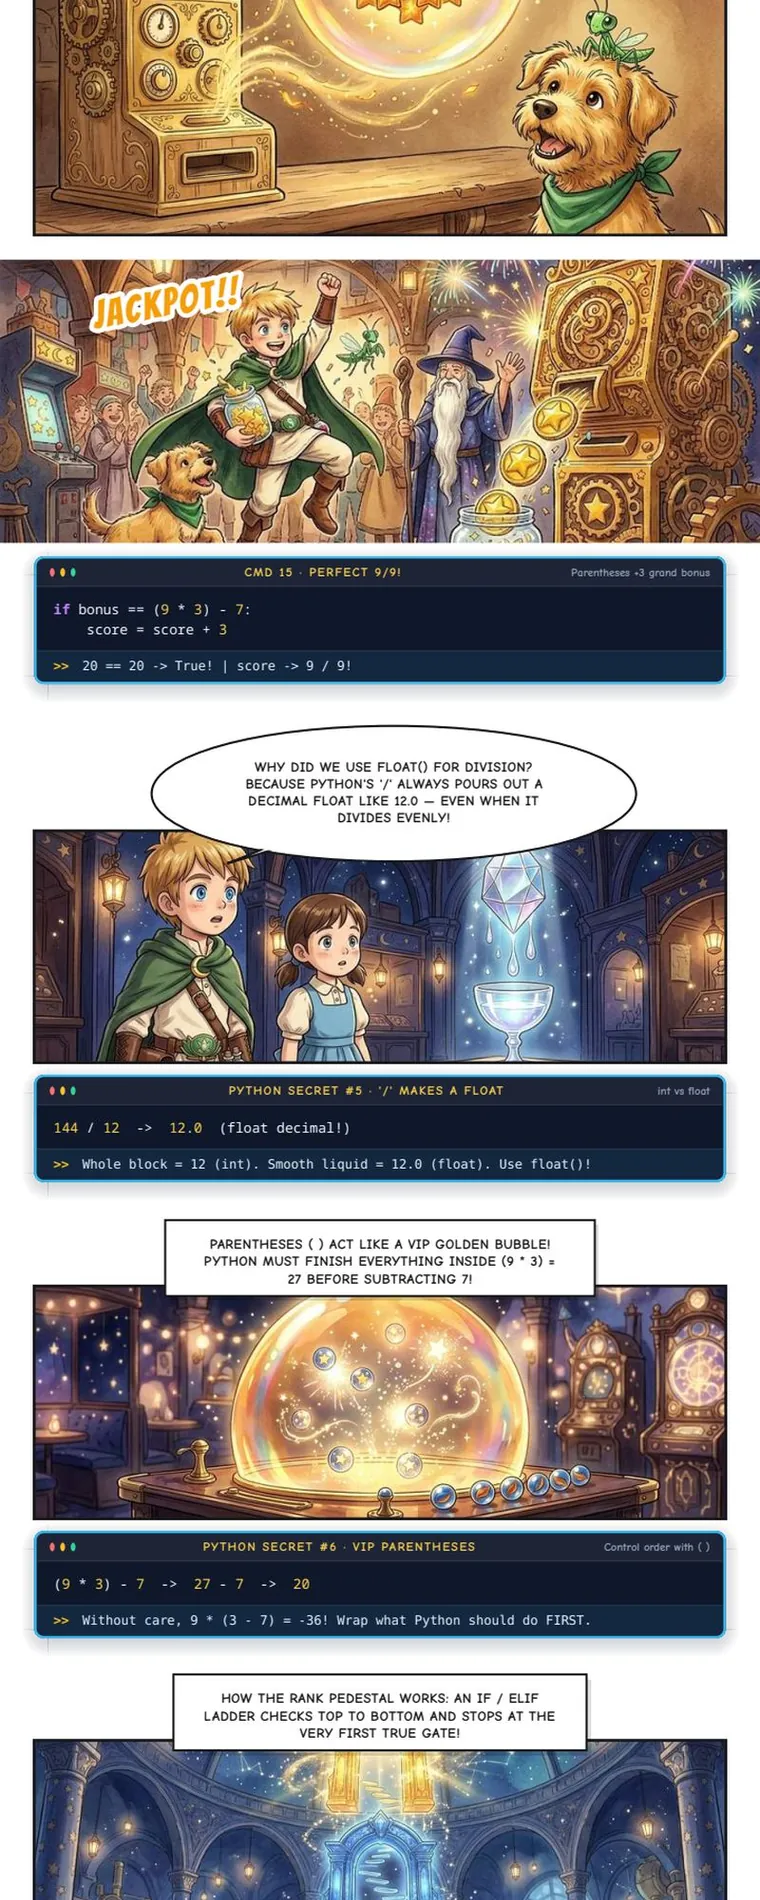 JACKPOT!!
CMD 15 · PERFECT 9/9!
Parentheses +3 grand bonus
if bonus == (9 * 3) - 7:
    score = score + 3
>> 20 == 20 -> True! | score -> 9 / 9!
WHY DID WE USE FLOAT() FOR DIVISION?
BECAUSE PYTHON'S '/' ALWAYS POURS OUT A
DECIMAL FLOAT LIKE 12.0 — EVEN WHEN IT
DIVIDES EVENLY!
PYTHON SECRET #5 · '/' MAKES A FLOAT
int vs float
144 / 12 -> 12.0 (float decimal!)
>> Whole block = 12 (int). Smooth liquid = 12.0 (float). Use float()!
PARENTHESES ( ) ACT LIKE A VIP GOLDEN BUBBLE!
PYTHON MUST FINISH EVERYTHING INSIDE (9 * 3) =
27 BEFORE SUBTRACTING 7!
PYTHON SECRET #6 · VIP PARENTHESES
Control order with ( )
(9 * 3) - 7 -> 27 - 7 -> 20
>> Without care, 9 * (3 - 7) = -36! Wrap what Python should do FIRST.
HOW THE RANK PEDESTAL WORKS: AN IF / ELIF
LADDER CHECKS TOP TO BOTTOM AND STOPS AT THE
VERY FIRST TRUE GATE!